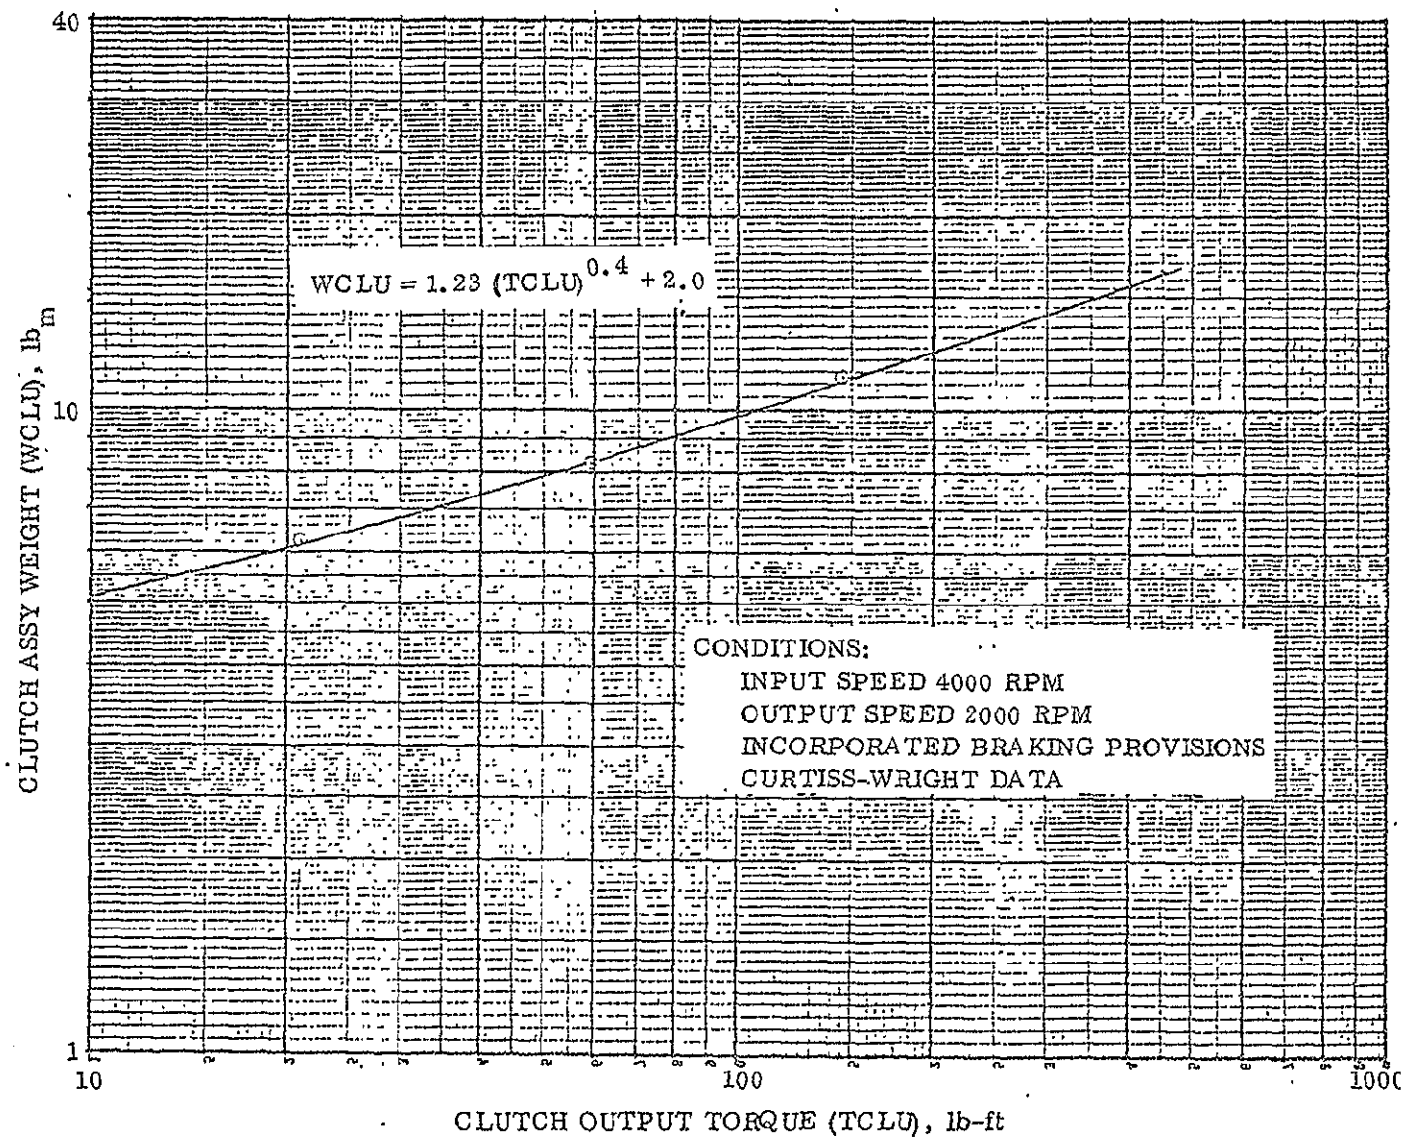 40
WCLU = 1.23 (TCLU)^0.4 + 2.0
CLUTCH ASSY WEIGHT (WCLU), lb_m
10
CONDITIONS:
INPUT SPEED 4000 RPM
OUTPUT SPEED 2000 RPM
INCORPORATED BRAKING PROVISIONS
CURTISS-WRIGHT DATA
1
10
100
1000
CLUTCH OUTPUT TORQUE (TCLU), lb-ft